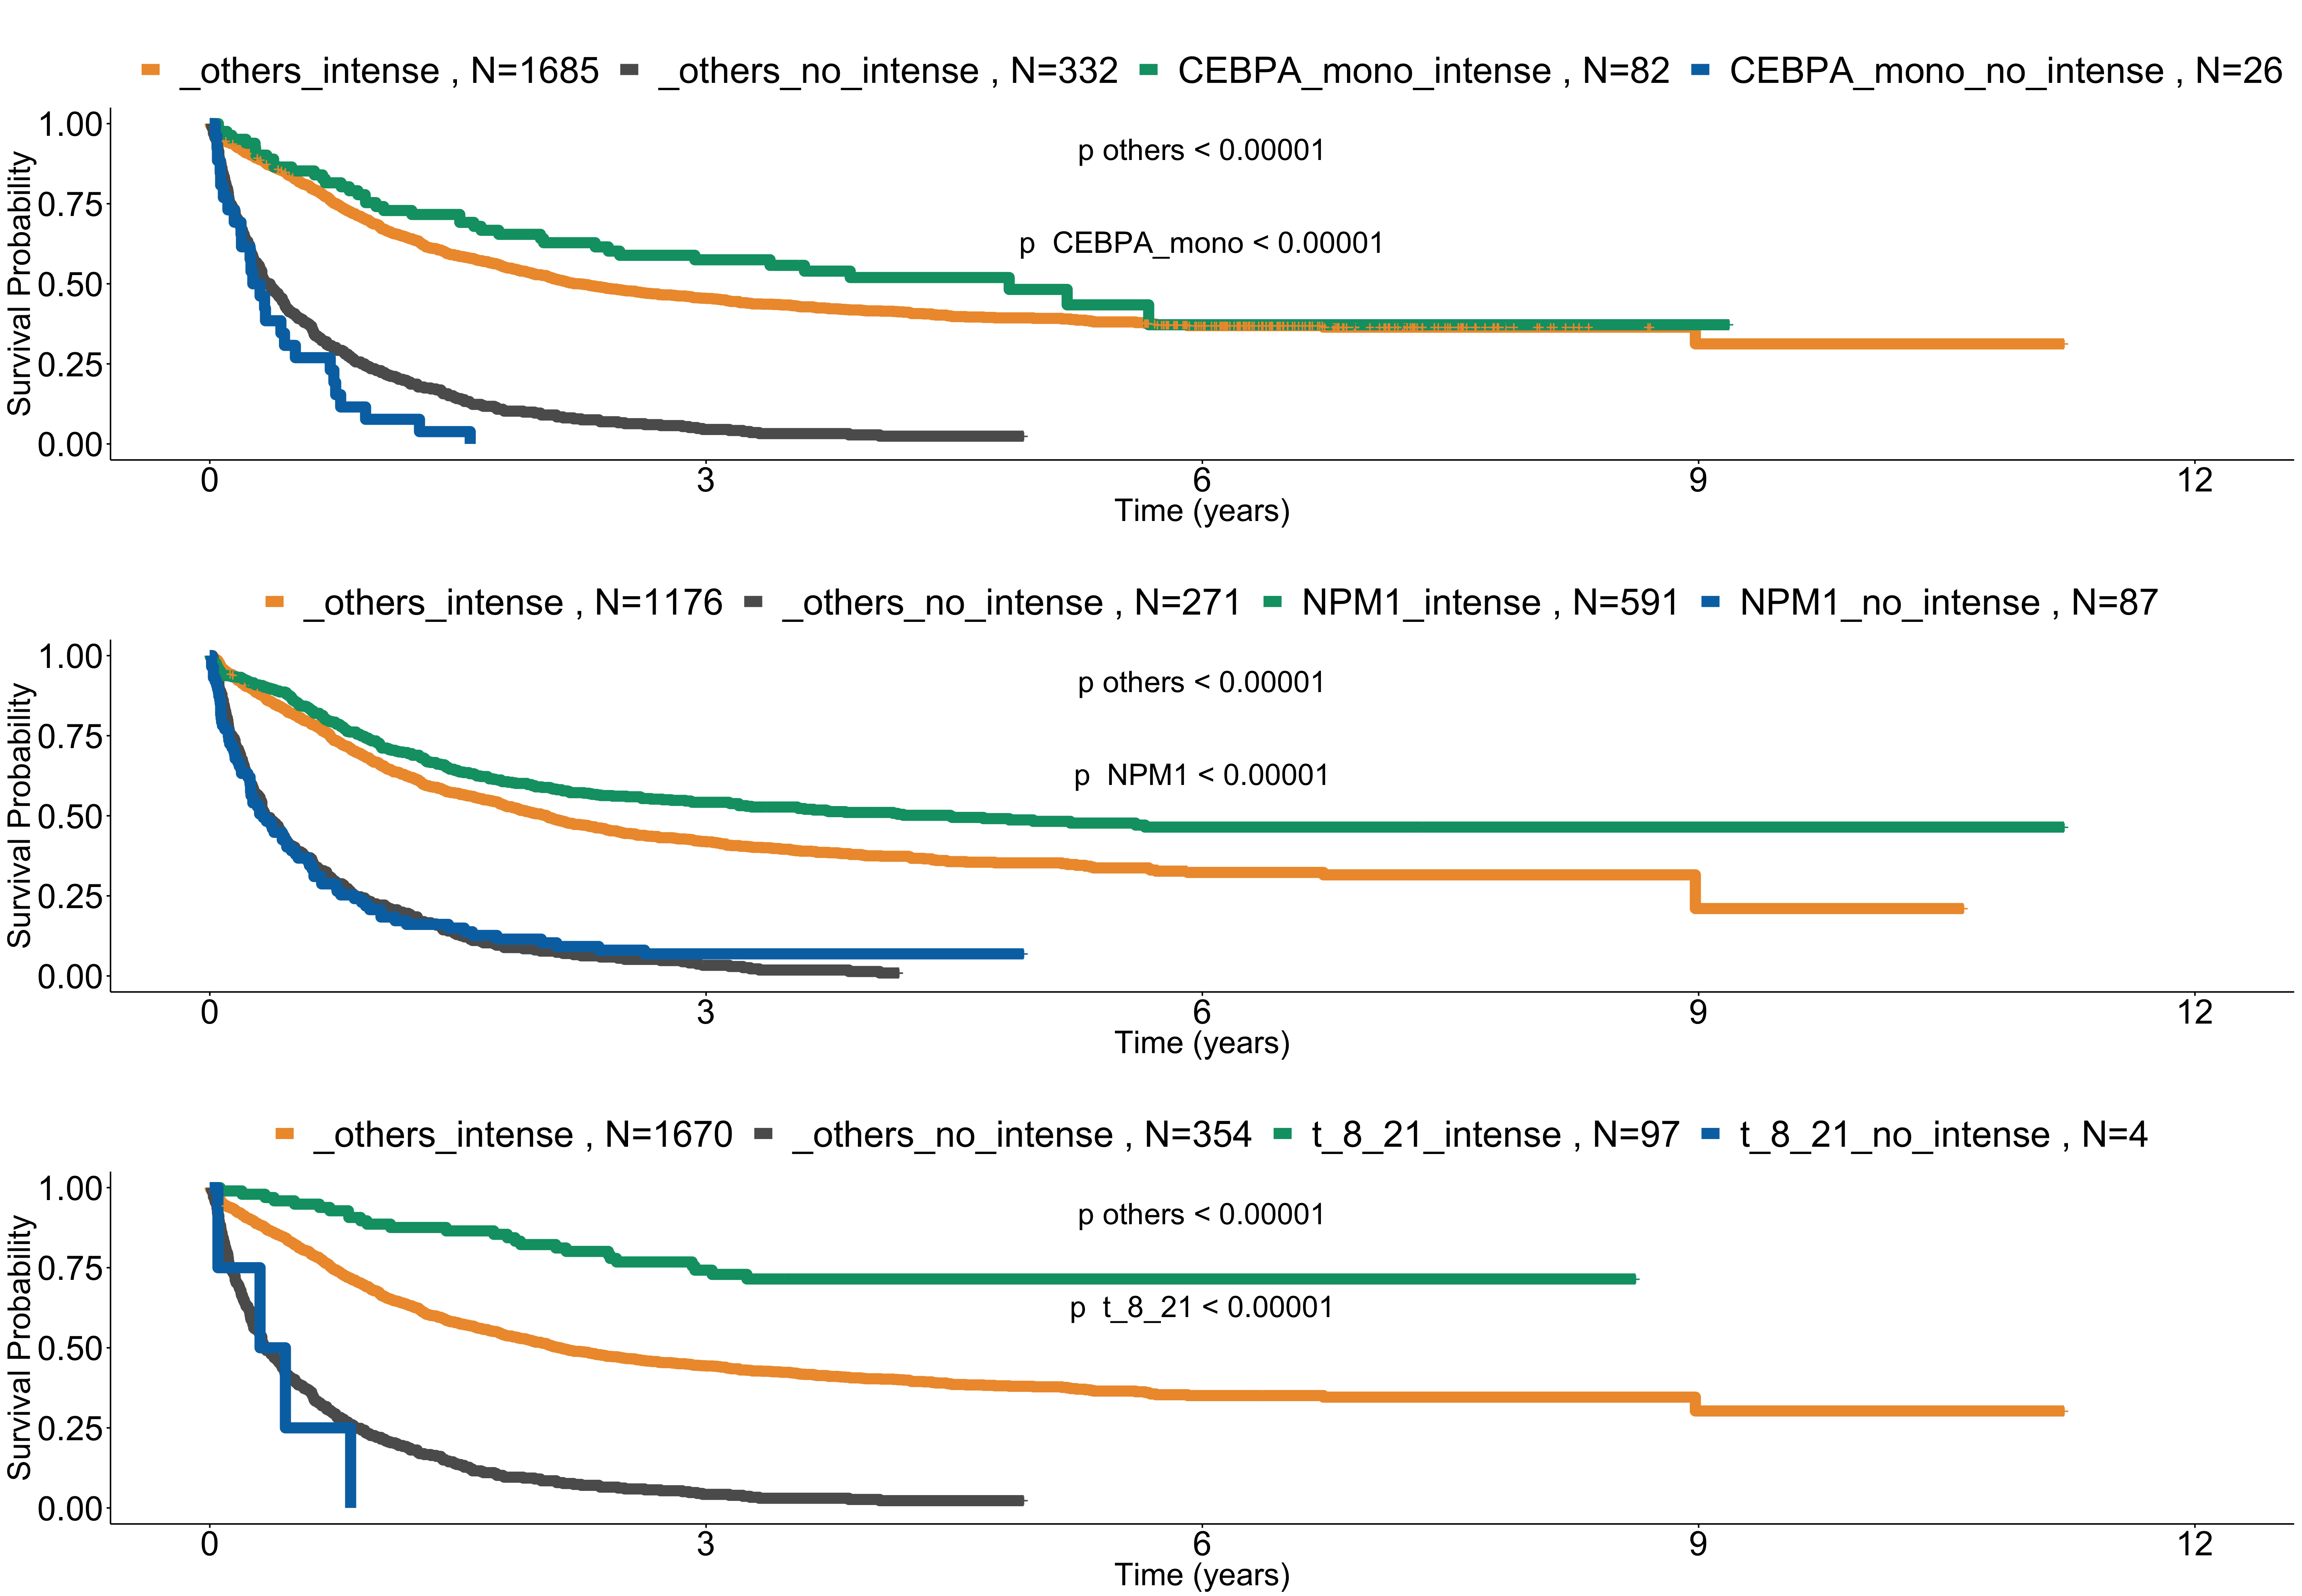 _others_intense , N=1685 _others_no_intense , N=332 CEBPA_mono_intense , N=82 CEBPA_mono_no_intense , N=26
1.00
p others < 0.00001
0.75
p  CEBPA_mono < 0.00001
0.50
0.25
0.00
Survival Probability
0 3 6 9 12
Time (years)
_others_intense , N=1176 _others_no_intense , N=271 NPM1_intense , N=591 NPM1_no_intense , N=87
1.00
p others < 0.00001
0.75
p  NPM1 < 0.00001
0.50
0.25
0.00
Survival Probability
0 3 6 9 12
Time (years)
_others_intense , N=1670 _others_no_intense , N=354 t_8_21_intense , N=97 t_8_21_no_intense , N=4
1.00
p others < 0.00001
0.75
p  t_8_21 < 0.00001
0.50
0.25
0.00
Survival Probability
0 3 6 9 12
Time (years)